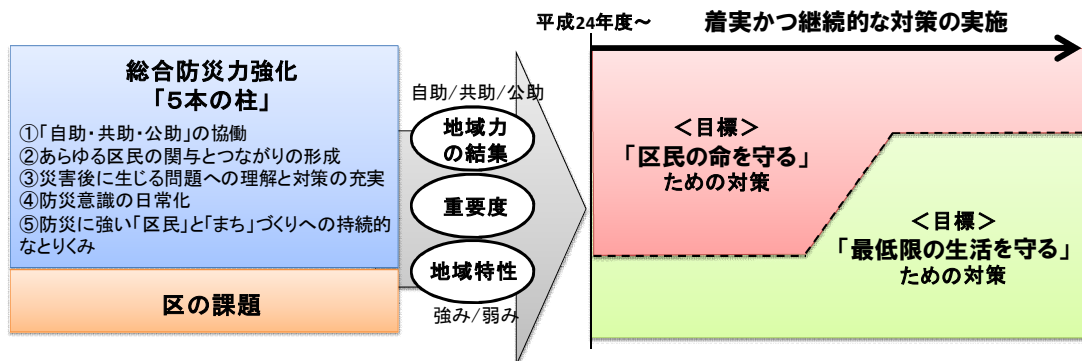 総合防災力強化
「5本の柱」
①「自助・共助・公助」の協働
②あらゆる区民の関与とつながりの形成
③災害後に生じる問題への理解と対策の充実
④防災意識の日常化
⑤防災に強い「区民」と「まち」づくりへの持続的
なとりくみ
区の課題
自助/共助/公助
地域力
の結集
重要度
地域特性
強み/弱み
平成24年度～
着実かつ継続的な対策の実施
＜目標＞
「区民の命を守る」
ための対策
＜目標＞
「最低限の生活を守る」
ための対策